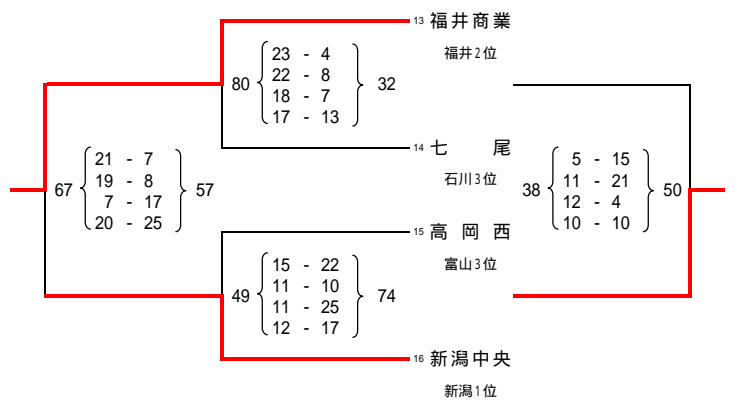 13 福井商業
福井2位
80 23 - 4 32
22 - 8
18 - 7
17 - 13
14 七尾
石川3位
67 21 - 7 57
19 - 8
7 - 17
20 - 25
38 5 - 15 50
11 - 21
12 - 4
10 - 10
15 高岡西
富山3位
49 15 - 22 74
11 - 10
11 - 25
12 - 17
16 新潟中央
新潟1位